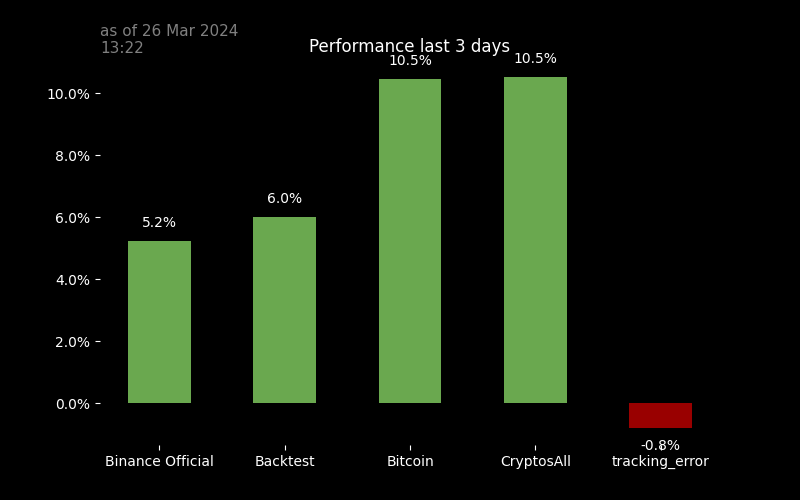 as of 26 Mar 2024
13:22
Performance last 3 days
10.5%
10.5%
10.0%
8.0%
6.0%
6.0%
5.2%
4.0%
2.0%
0.0%
-0.8%
Binance Official
Backtest
Bitcoin
CryptosAll
tracking_error